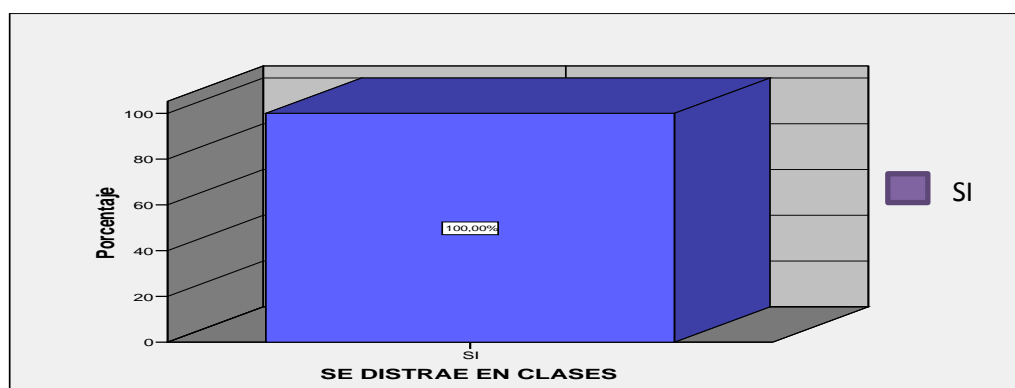 Porcentaje
100
80
60
40
20
0
100,00%
SI
SE DISTRAE EN CLASES
SI